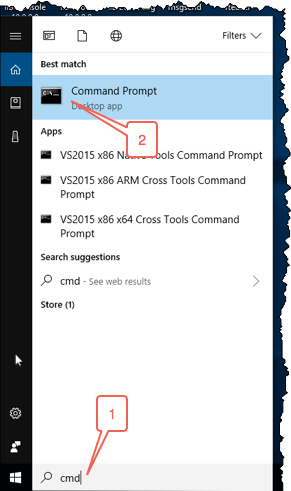 Filters
Best match
Command Prompt
Desktop app
2
Apps
VS2015 x86 Native Tools Command Prompt
VS2015 x86 ARM Cross Tools Command
Prompt
VS2015 x86 x64 Cross Tools Command
Prompt
Search suggestions
cmd - See web results
Store (1)
1
cmd